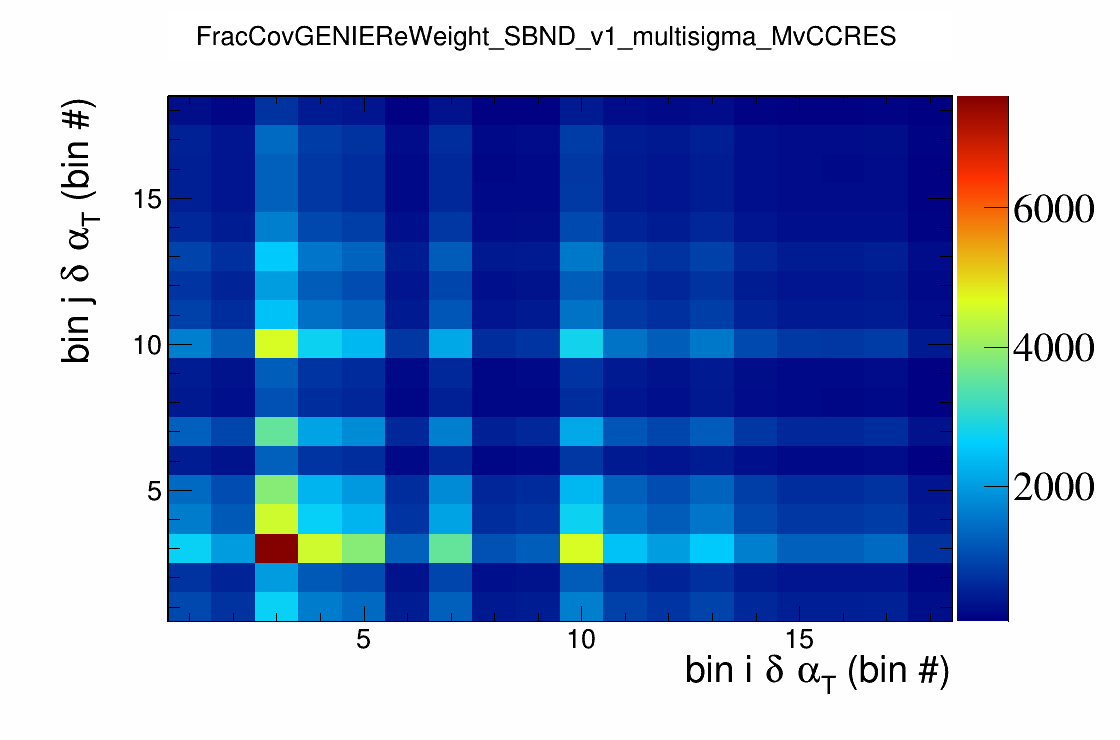 FracCovGENIEReWeight_SBND_v1_multisigma_MvCCRES
bin j δ α_T (bin #)
15
10
5
5 10 15
bin i δ α_T (bin #)
6000
4000
2000